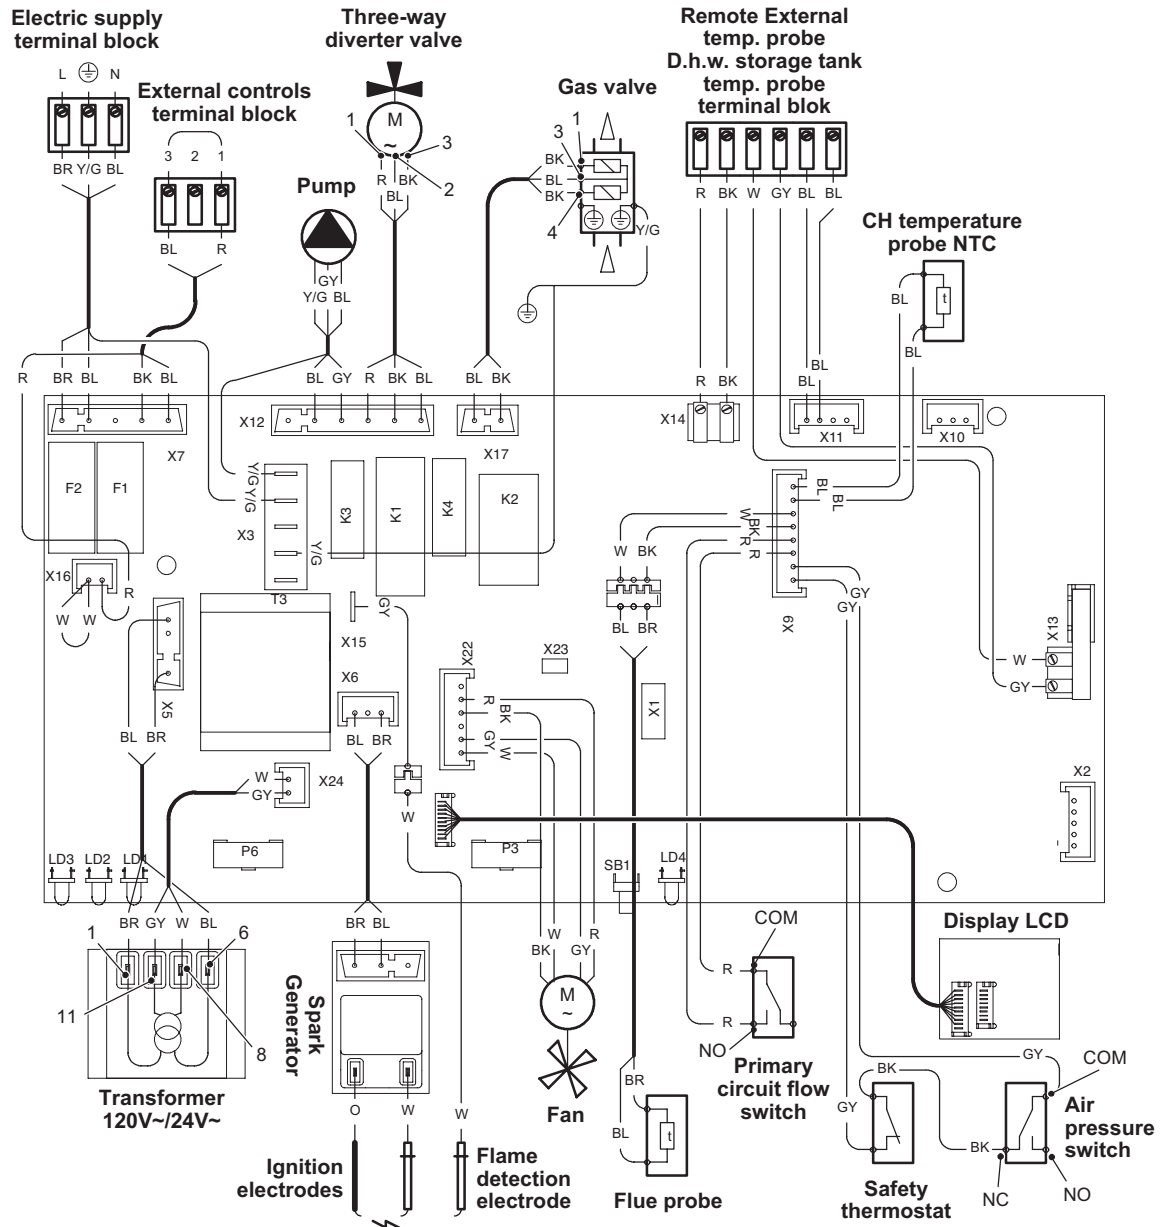 Electric supply
terminal block
Three-way
diverter valve
Remote External
temp. probe
D.h.w. storage tank
temp. probe
terminal blok
L N
External controls
terminal block
Gas valve
3 2 1
1 M ~ 3
2
1
3
4
BK
BL
BK
Y/G
BR Y/G BL
R BK
BL
Pump
R BK W GY BL BL
BL R
GY
Y/G BL
CH temperature
probe NTC
BL
t
BL
BL
R BR BL BK BL
BL GY R BK BL
BL BK
R BK
BL
X7
X12
X17
X14
X11
X10
F2 F1
Y/G Y/G
X3
Y/G
K3 K1 K4 K2
BL
BL
W
BK
R
R
W BK
GY
GY
X9
X16
R
W W
T3
GY
X15
BL BR
X13
W
GY
X5
X6
X22
X23
X1
R
BK
GY
W
BL BR
BL BR
W
GY
X24
W
X2
P6
P3
LD3 LD2 LD1
SB1
LD4
BR GY W BL
1 6
11
8
BR BL
W R
BK GY
M
~
COM
R
R
NO
Display LCD
Spark
Generator
Transformer
120V~/24V~
Fan
Primary
circuit flow
switch
O W W
BR
BL
t
GY
BK
GY
COM
BK
NC
NO
Air
pressure
switch
Ignition
electrodes
Flame
detection
electrode
Flue probe
Safety
thermostat